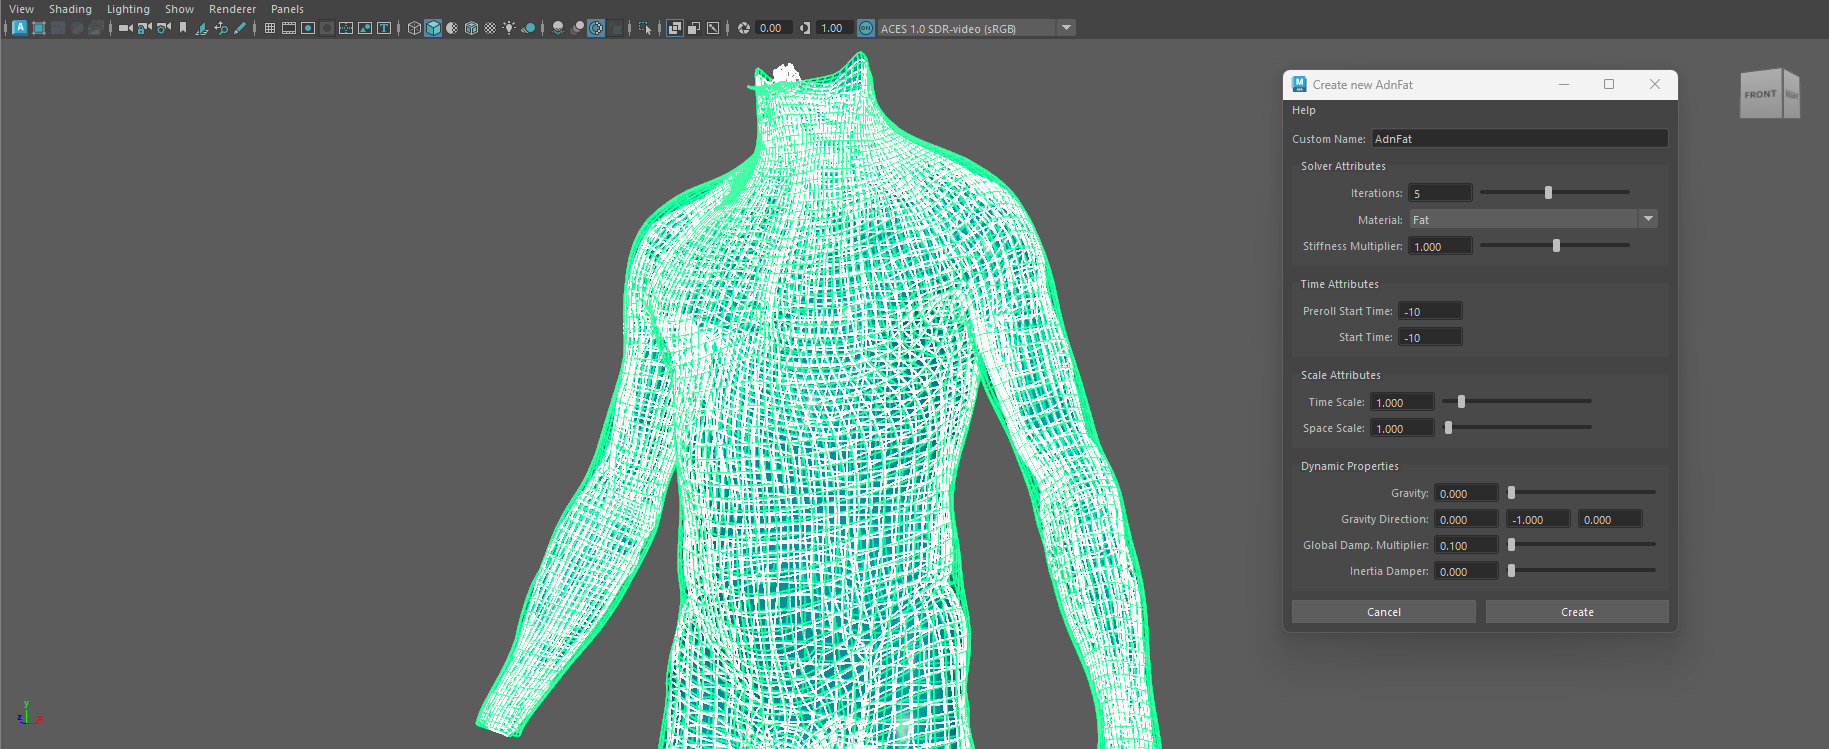 View Shading Lighting Show Renderer Panels
A T 0.00 1.00 ON ACES 1.0 SDR-video (sRGB)
M Create new AdnFat
Help
Custom Name: AdnFat
Solver Attributes
Iterations: 5
Material: Fat
Stiffness Multiplier: 1.000
Time Attributes
Preroll Start Time: -10
Start Time: -10
Scale Attributes
Time Scale: 1.000
Space Scale: 1.000
Dynamic Properties
Gravity: 0.000
Gravity Direction: 0.000 -1.000 0.000
Global Damp. Multiplier: 0.100
Inertia Damper: 0.000
Cancel Create
FRONT
y
z x